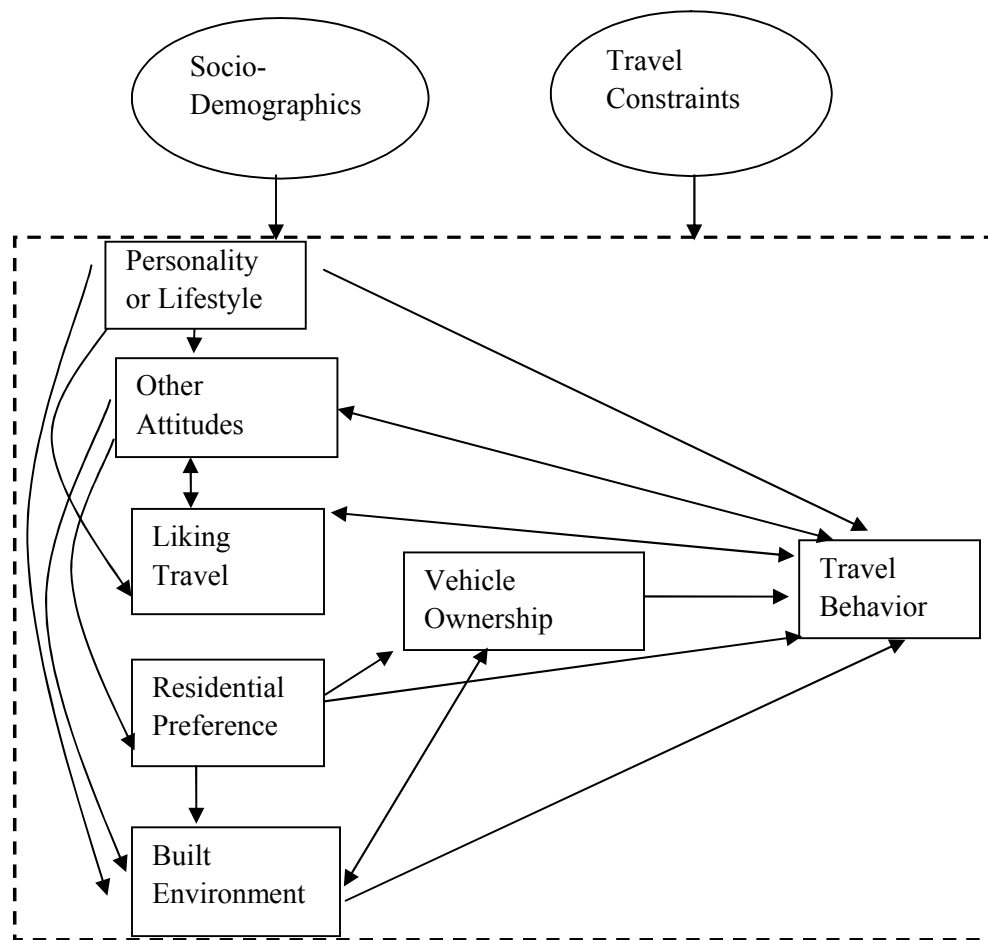 Socio-
Demographics
Travel
Constraints
Personality
or Lifestyle
Other
Attitudes
Liking
Travel
Vehicle
Ownership
Travel
Behavior
Residential
Preference
Built
Environment